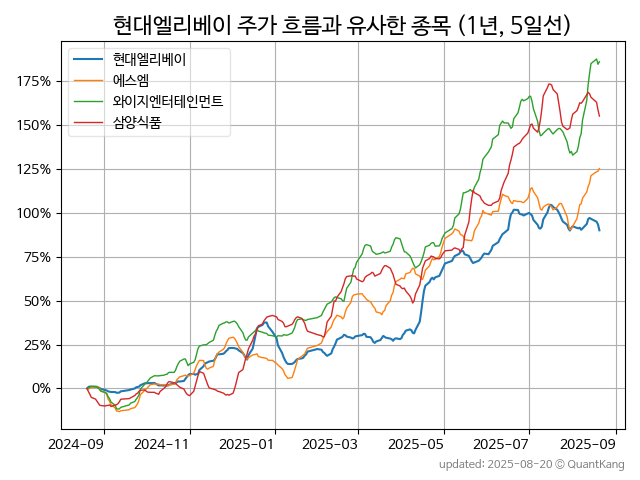 현대엘리베이 주가 흐름과 유사한 종목 (1년, 5일선)
현대엘리베이
에스엠
와이지엔터테인먼트
삼양식품
175%
150%
125%
100%
75%
50%
25%
0%
2024-09 2024-11 2025-01 2025-03 2025-05 2025-07 2025-09
updated: 2025-08-20 © QuantKang